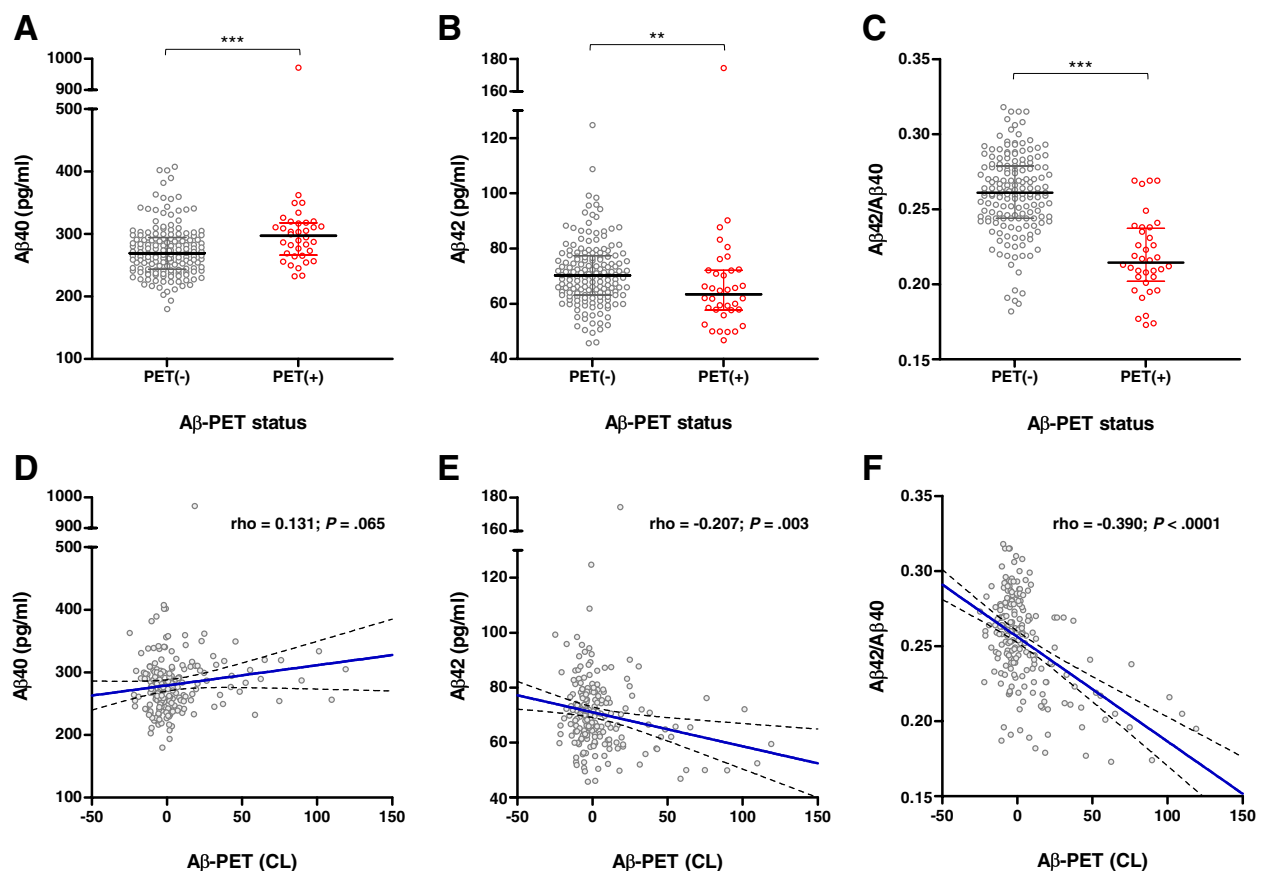 A
***
1000
900
500
400
300
200
100
Aβ40 (pg/ml)
PET(-)
PET(+)
Aβ-PET status
B
**
180
160
120
100
80
60
40
Aβ42 (pg/ml)
PET(-)
PET(+)
Aβ-PET status
C
***
0.35
0.30
0.25
0.20
0.15
Aβ42/Aβ40
PET(-)
PET(+)
Aβ-PET status
D
rho = 0.131; P = .065
1000
900
500
400
300
200
100
Aβ40 (pg/ml)
-50 0 50 100 150
Aβ-PET (CL)
E
rho = -0.207; P = .003
180
160
120
100
80
60
40
Aβ42 (pg/ml)
-50 0 50 100 150
Aβ-PET (CL)
F
rho = -0.390; P < .0001
0.35
0.30
0.25
0.20
0.15
Aβ42/Aβ40
-50 0 50 100 150
Aβ-PET (CL)